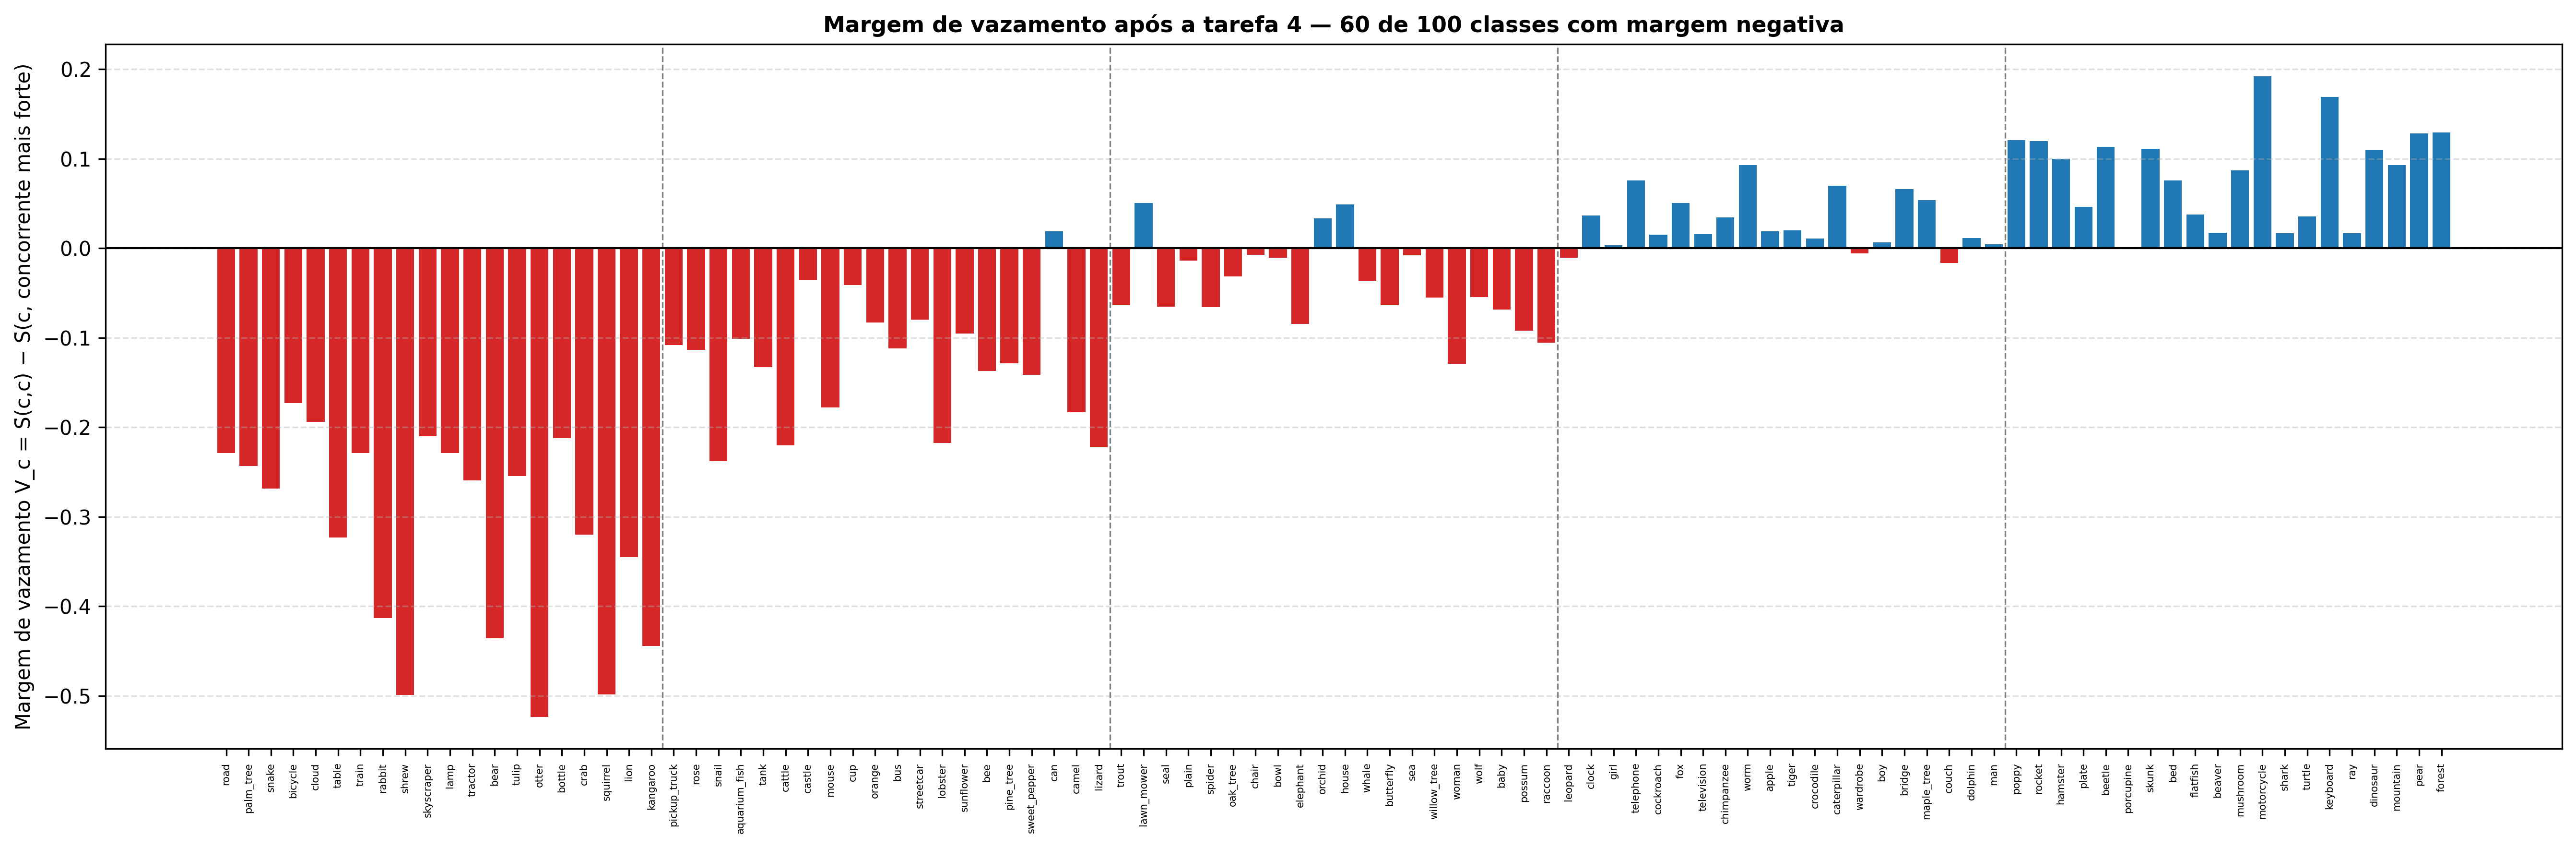 Margem de vazamento após a tarefa 4 — 60 de 100 classes com margem negativa
Margem de vazamento V_c = S(c,c) − S(c, concorrente mais forte)
0.2
0.1
0.0
−0.1
−0.2
−0.3
−0.4
−0.5
road
palm_tree
snake
bicycle
cloud
table
train
rabbit
shrew
skyscraper
lamp
tractor
bear
tulip
otter
bottle
crab
squirrel
lion
kangaroo
pickup_truck
rose
snail
aquarium_fish
tank
cattle
castle
mouse
cup
orange
bus
streetcar
lobster
sunflower
bee
pine_tree
sweet_pepper
can
camel
lizard
trout
lawn_mower
seal
plain
spider
oak_tree
chair
bowl
elephant
orchid
house
whale
butterfly
sea
willow_tree
woman
wolf
baby
possum
raccoon
leopard
clock
girl
telephone
cockroach
fox
television
chimpanzee
worm
apple
tiger
crocodile
caterpillar
wardrobe
boy
bridge
maple_tree
couch
dolphin
man
poppy
rocket
hamster
plate
beetle
porcupine
skunk
bed
flatfish
beaver
mushroom
motorcycle
shark
turtle
keyboard
ray
dinosaur
mountain
pear
forest